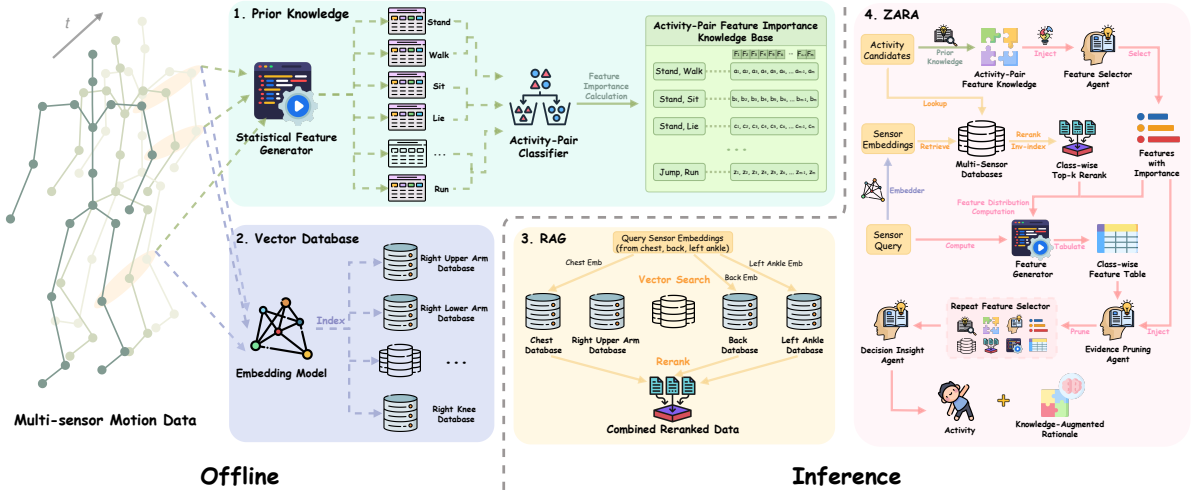 t
Multi-sensor Motion Data
1. Prior Knowledge
Statistical Feature
Generator
Stand
Walk
Sit
Lie
...
Run
Activity-Pair
Classifier
Feature
Importance
Calculation
Activity-Pair Feature Importance
Knowledge Base
Stand, Walk
Stand, Sit
Stand, Lie
. . . .
Jump, Run
2. Vector Database
Embedding Model
Index
Right Upper Arm
Database
Right Lower Arm
Database
...
Right Knee
Database
3. RAG
Query Sensor Embeddings
(from chest, back, left ankle)
Chest Emb
Left Ankle Emb
Vector Search
Back Emb
Chest
Database
Right Upper Arm
Database
Back
Database
Left Ankle
Database
Rerank
Combined Reranked Data
4. ZARA
Activity
Candidates
Prior
Knowledge
Activity-Pair
Feature Knowledge
Inject
Feature Selector
Agent
Select
Lookup
Sensor
Embeddings
Retrieve
Multi-Sensor
Databases
Rerank
Inv-index
Class-wise
Top-k Rerank
Features
with
Importance
Embedder
Feature Distribution
Computation
Sensor
Query
Compute
Feature
Generator
Tabulate
Class-wise
Feature Table
Decision Insight
Agent
Repeat Feature Selector
Prune
Evidence Pruning
Agent
Inject
Activity
Knowledge-Augmented
Rationale
Offline
Inference